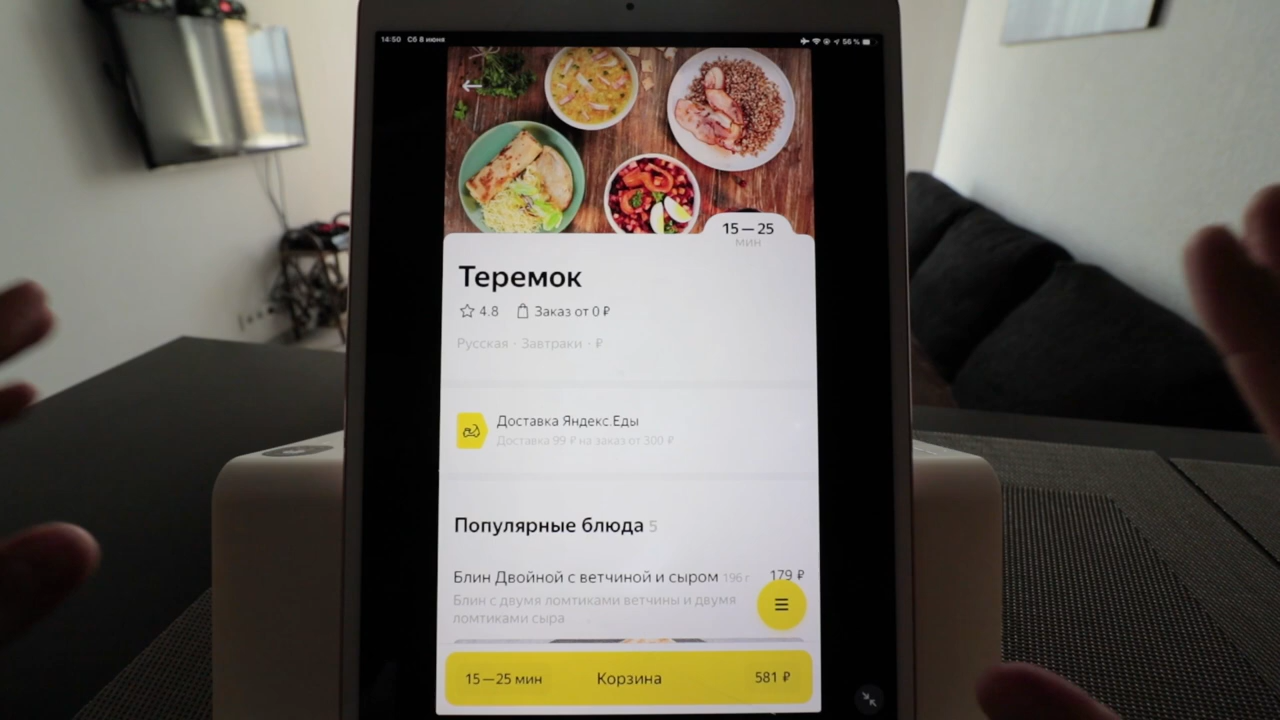 14:50 Сб 8 июня 56 %
15 — 25
мин
Теремок
4.8 Заказ от 0 ₽
Русская · Завтраки · ₽
Доставка Яндекс.Еды
Доставка 99 ₽ на заказ от 300 ₽
Популярные блюда 5
Блин Двойной с ветчиной и сыром 196 г 179 ₽
Блин с двумя ломтиками ветчины и двумя
ломтиками сыра
15—25 мин Корзина 581 ₽